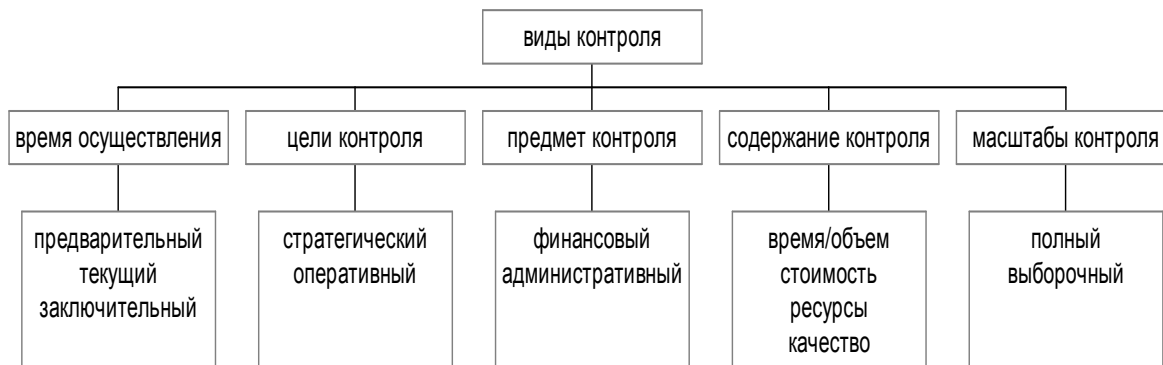 виды контроля
время осуществления
цели контроля
предмет контроля
содержание контроля
масштабы контроля
предварительный
текущий
заключительный
стратегический
оперативный
финансовый
административный
время/объем
стоимость
ресурсы
качество
полный
выборочный